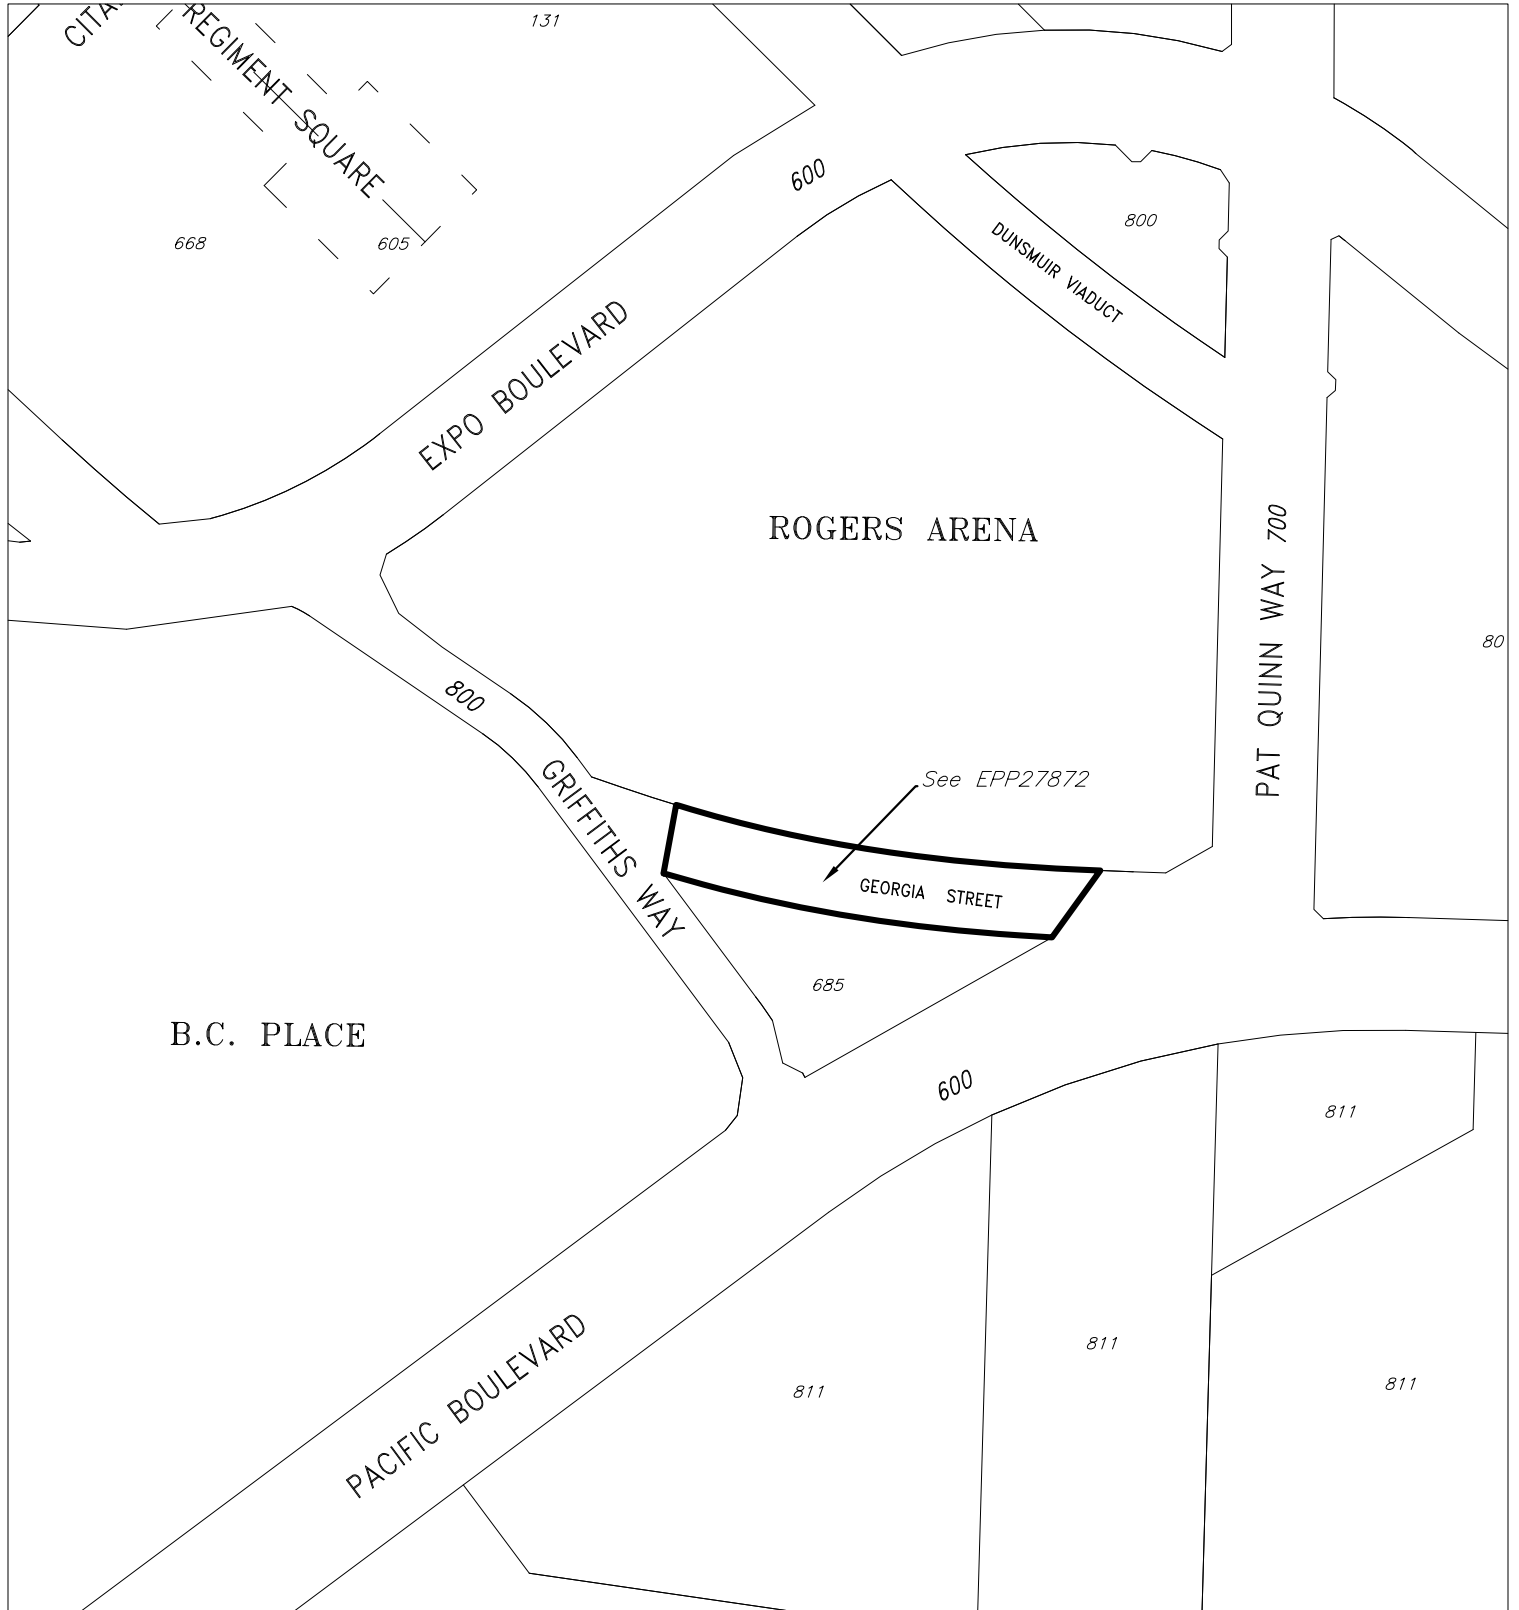 131
REGIMENT SQUARE
600
800
668
605
DUNSMUIR VIADUCT
EXPO BOULEVARD
ROGERS ARENA
PAT QUINN WAY 700
80
800
GRIFFITHS WAY
See EPP27872
GEORGIA STREET
685
B.C. PLACE
600
811
811
811
811
PACIFIC BOULEVARD